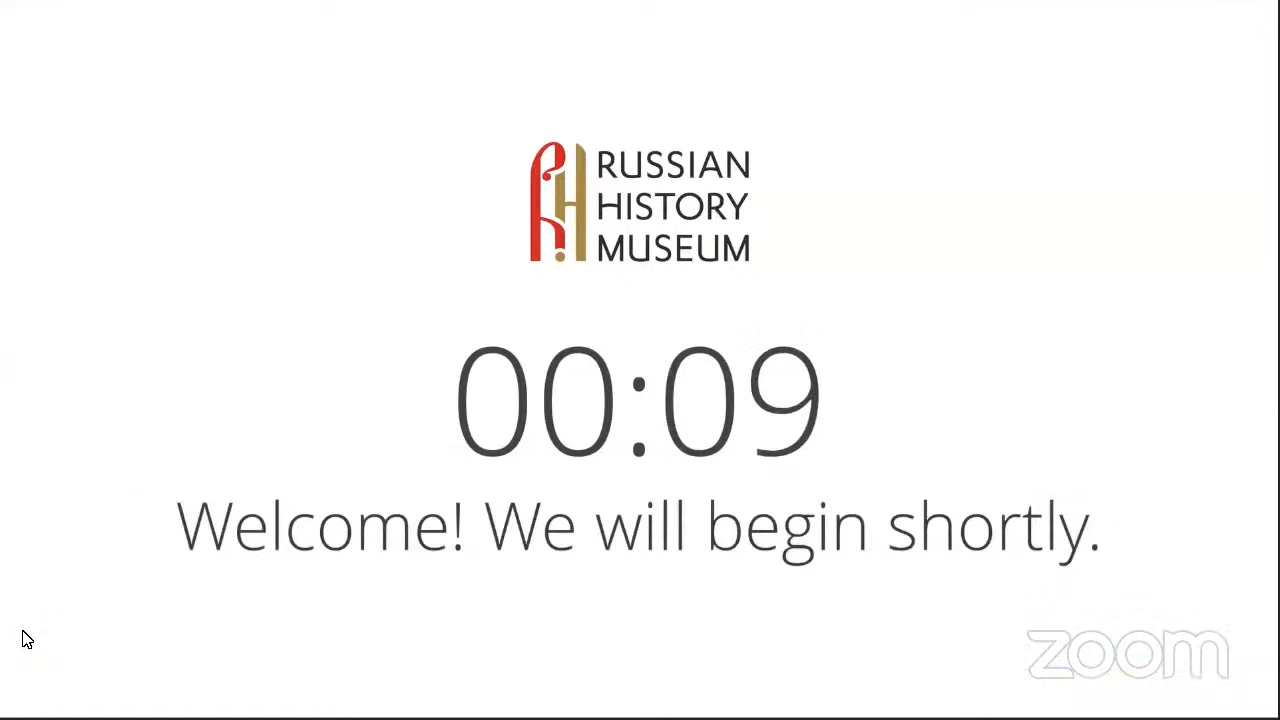 RUSSIAN
HISTORY
MUSEUM
00:09
Welcome! We will begin shortly.
zoom